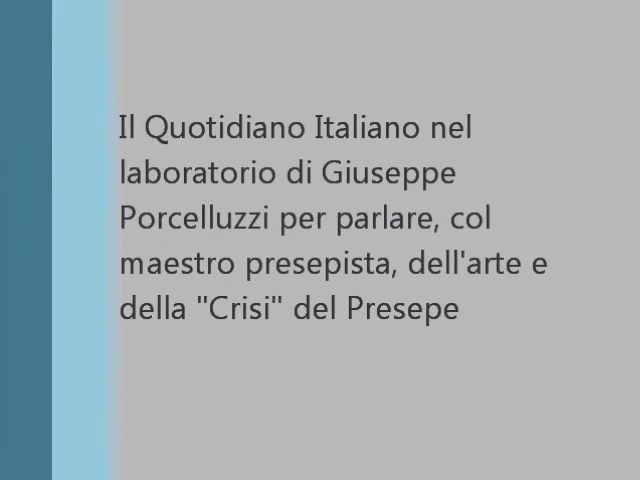 Il Quotidiano Italiano nel
laboratorio di Giuseppe
Porcelluzzi per parlare, col
maestro presepista, dell'arte e
della "Crisi" del Presepe